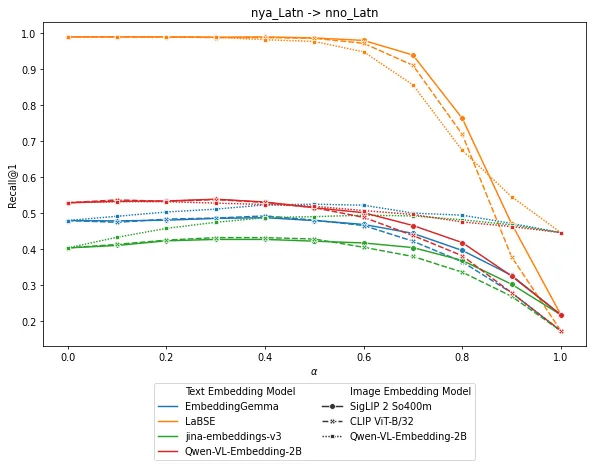 nya_Latn -> nno_Latn
Recall@1
1.0
0.9
0.8
0.7
0.6
0.5
0.4
0.3
0.2
0.0 0.2 0.4 0.6 0.8 1.0
α
Text Embedding Model
EmbeddingGemma
LaBSE
jina-embeddings-v3
Qwen-VL-Embedding-2B
Image Embedding Model
SigLIP 2 So400m
CLIP ViT-B/32
Qwen-VL-Embedding-2B